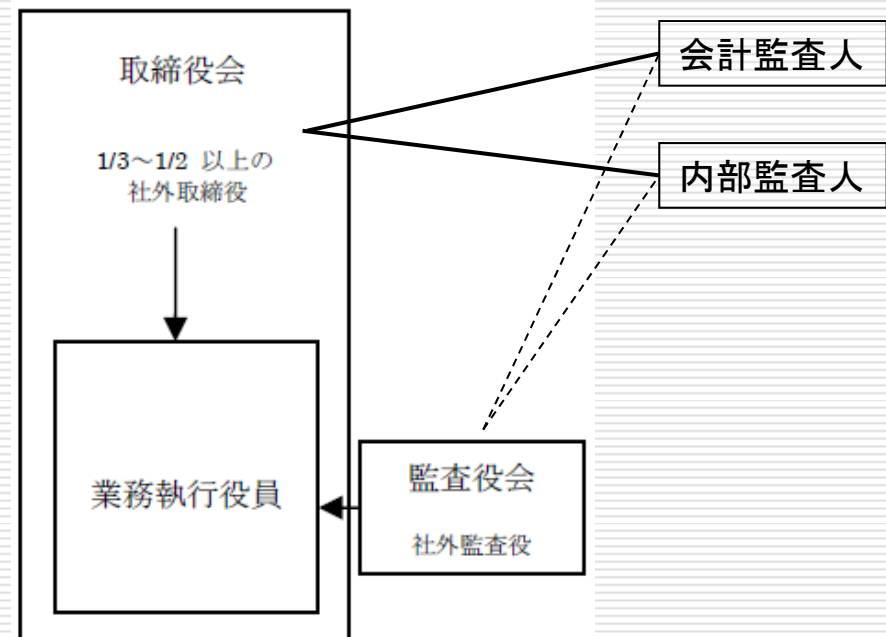 取締役会
1/3～1/2 以上の
社外取締役
業務執行役員
監査役会
社外監査役
会計監査人
内部監査人